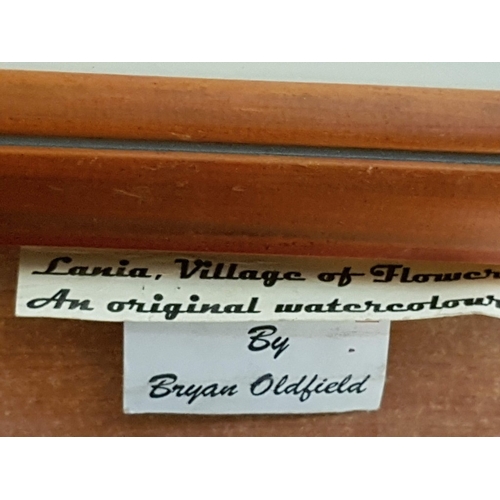 Lania, Village of Flower
An original watercolour
By
Bryan Oldfield